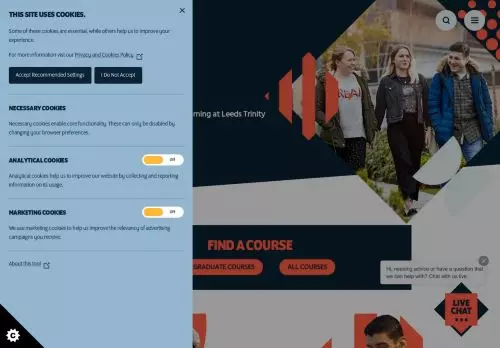 THIS SITE USES COOKIES.
Some of these cookies are essential, while others help us to improve your
experience.
For more information visit our Privacy and Cookies Policy
Accept Recommended Settings
I Do Not Accept
NECESSARY COOKIES
Necessary cookies enable core functionality. These can only be disabled by
changing your browser preferences.
ANALYTICAL COOKIES
Off
Analytical cookies help us to improve our website by collecting and reporting
information on its usage.
MARKETING COOKIES
Off
We use marketing cookies to help us improve the relevancy of advertising
campaigns you receive.
About this tool
ming at Leeds Trinity
FIND A COURSE
GRADUATE COURSES
ALL COURSES
Hi, needing advice or have a question that
we can help with? Chat with us live.
LIVE
CHAT